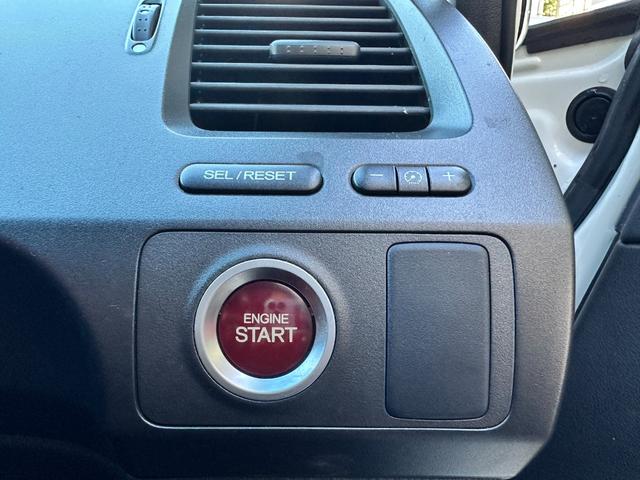 SEL/RESET
− +
ENGINE
START